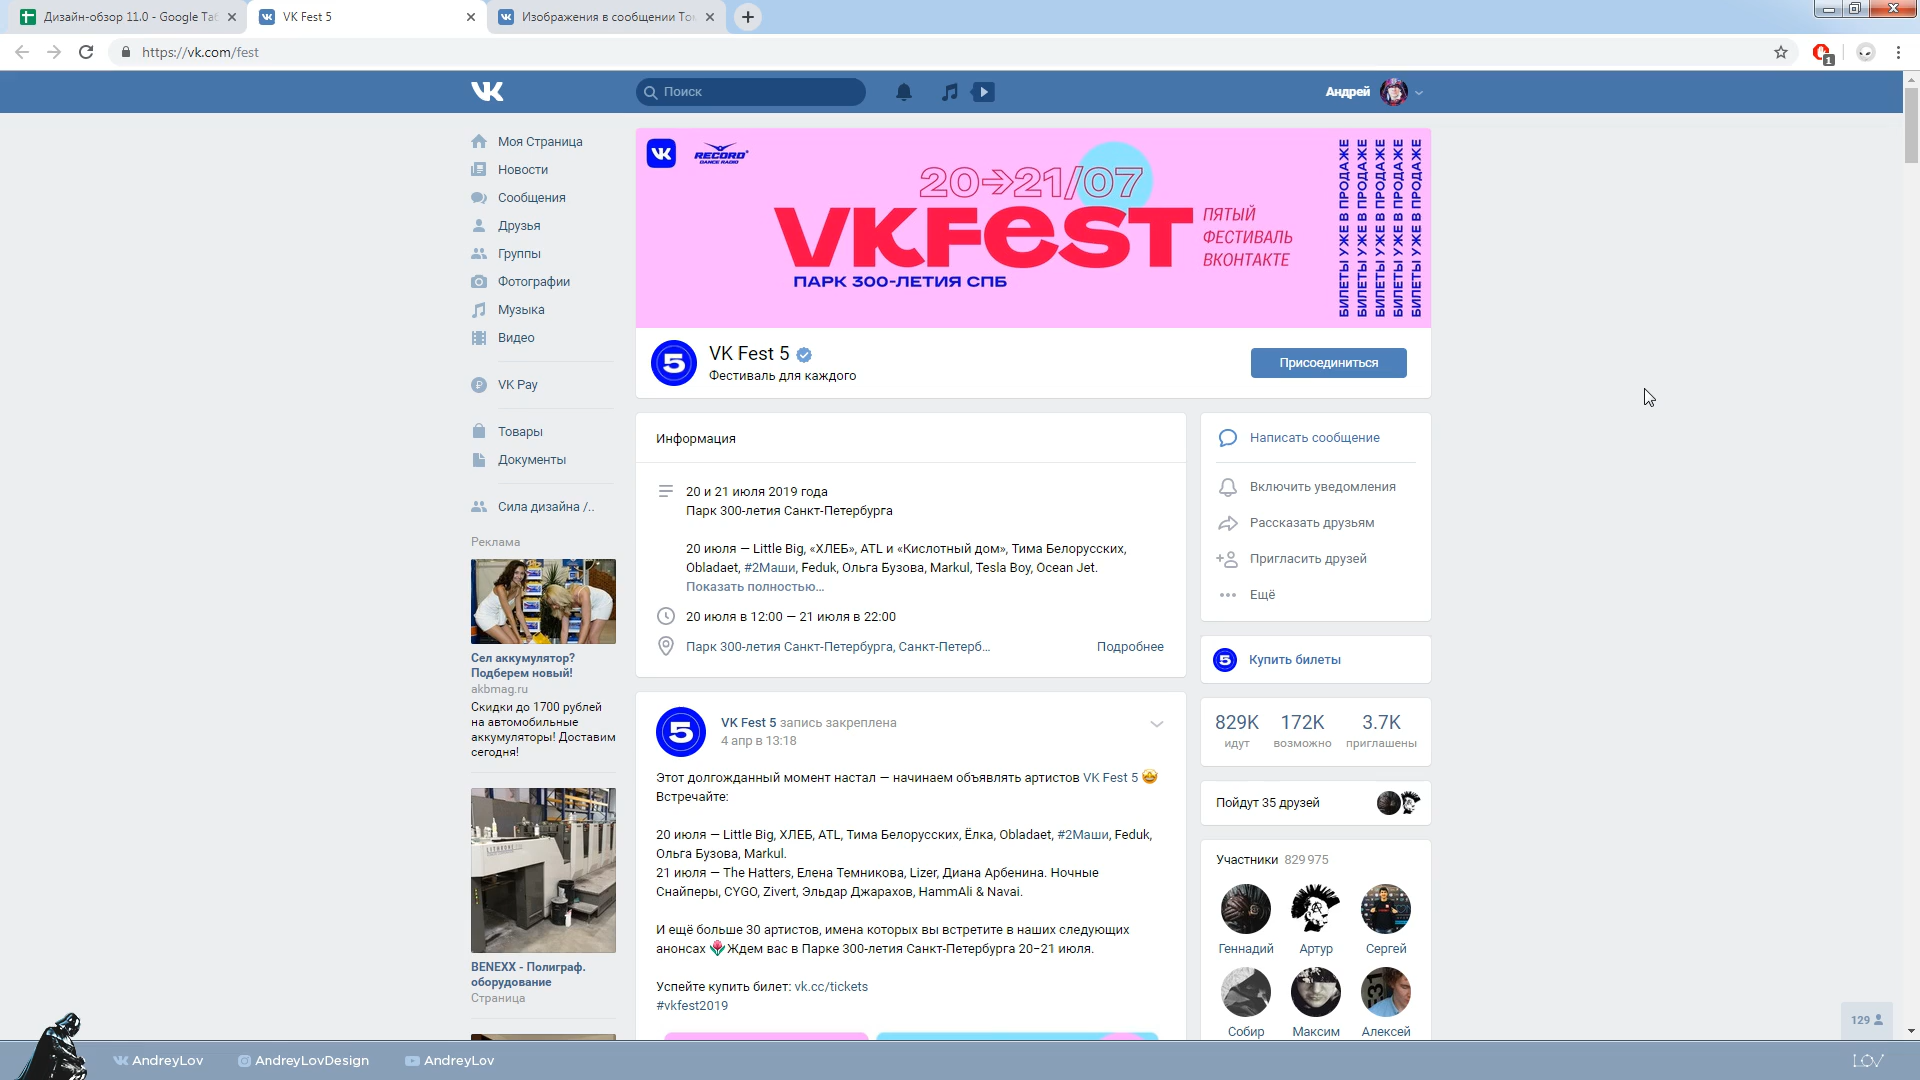 Дизайн-обзор 11.0 - Google Таб
VK Fest 5
Изображения в сообщении Тов
https://vk.com/fest
1
Поиск
Андрей
Моя Страница
Новости
Сообщения
Друзья
Группы
Фотографии
Музыка
Видео
VK Pay
Товары
Документы
Сила дизайна /..
Реклама
Сел аккумулятор?
Подберем новый!
akbmag.ru
Скидки до 1700 рублей
на автомобильные
аккумуляторы! Доставим
сегодня!
BENEXX - Полиграф.
оборудование
Страница
RECORD
DANCE RADIO
20→21/07
VKFEST
ПЯТЫЙ
ФЕСТИВАЛЬ
ВКОНТАКТЕ
ПАРК 300-ЛЕТИЯ СПБ
БИЛЕТЫ УЖЕ В ПРОДАЖЕ
БИЛЕТЫ УЖЕ В ПРОДАЖЕ
БИЛЕТЫ УЖЕ В ПРОДАЖЕ
БИЛЕТЫ УЖЕ В ПРОДАЖЕ
БИЛЕТЫ УЖЕ В ПРОДАЖЕ
5
VK Fest 5
Фестиваль для каждого
Присоединиться
Информация
20 и 21 июля 2019 года
Парк 300-летия Санкт-Петербурга
20 июля — Little Big, «ХЛЕБ», ATL и «Кислотный дом», Тима Белорусских,
Obladaet, #2Маши, Feduk, Ольга Бузова, Markul, Tesla Boy, Ocean Jet.
Показать полностью…
20 июля в 12:00 — 21 июля в 22:00
Парк 300-летия Санкт-Петербурга, Санкт-Петерб... Подробнее
5
VK Fest 5 запись закреплена
4 апр в 13:18
Этот долгожданный момент настал — начинаем объявлять артистов VK Fest 5 🤩
Встречайте:
20 июля — Little Big, ХЛЕБ, ATL, Тима Белорусских, Ёлка, Obladaet, #2Маши, Feduk,
Ольга Бузова, Markul.
21 июля — The Hatters, Елена Темникова, Lizer, Диана Арбенина. Ночные
Снайперы, CYGO, Zivert, Эльдар Джарахов, HammAli & Navai.
И ещё больше 30 артистов, имена которых вы встретите в наших следующих
анонсах 🌷Ждем вас в Парке 300-летия Санкт-Петербурга 20–21 июля.
Успейте купить билет: vk.cc/tickets
#vkfest2019
Написать сообщение
Включить уведомления
Рассказать друзьям
Пригласить друзей
Ещё
5 Купить билеты
829K 172K 3.7K
идут возможно приглашены
Пойдут 35 друзей
Участники 829 975
Геннадий Артур Сергей
Собир Максим Алексей
129
AndreyLov
AndreyLovDesign
AndreyLov
LOV